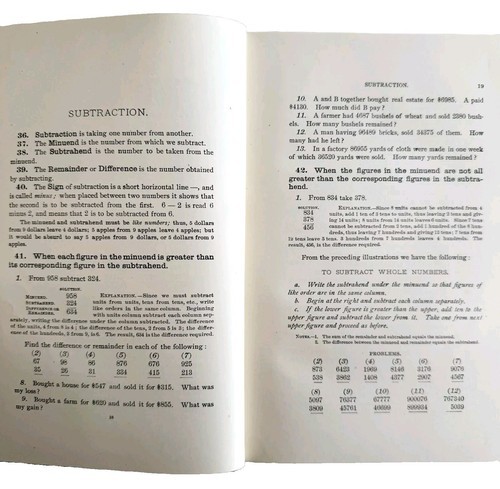 SUBTRACTION.
36. Subtraction is taking one number from another.
37. The Minuend is the number from which we subtract.
38. The Subtrahend is the number to be taken from the
minuend.
39. The Remainder or Difference is the number obtained
by subtracting.
40. The Sign of subtraction is a short horizontal line —, and
is called minus; when placed between two numbers it shows that
the second is to be subtracted from the first. 6 — 2 is read 6
minus 2, and means that 2 is to be subtracted from 6.
The minuend and subtrahend must be like numbers; thus, 5 dollars
from 9 dollars leave 4 dollars; 5 apples from 9 apples leave 4 apples; but
it would be absurd to say 5 apples from 9 dollars, or 5 dollars from 9
apples.
41. When each figure in the minuend is greater than
its corresponding figure in the subtrahend.
1. From 958 subtract 324.
SOLUTION.
MINUEND, 958 EXPLANATION.—Since we must subtract
SUBTRAHEND, 324 units from units, tens from tens, etc., write
DIFFERENCE OR like orders in the same column. Beginning
REMAINDER, 634 with units subtract each column sep-
arately, writing the difference under the column subtracted. The difference
of the units, 4 from 8 is 4; the difference of the tens, 2 from 5 is 3; the differ-
ence of the hundreds, 3 from 9, is 6. The result, 634 is the difference required.
Find the difference or remainder in each of the following:
(2) (3) (4) (5) (6) (7)
67 98 86 876 676 925
35 26 31 334 415 213
8. Bought a house for $547 and sold it for $315. What was
my loss?
9. Bought a farm for $620 and sold it for $855. What was
my gain?
SUBTRACTION. 19
10. A and B together bought real estate for $6985. A paid
$4130. How much did B pay?
11. A farmer had 4687 bushels of wheat, and sold 2380 bush-
els. How many bushels remained?
12. A man having 96489 bricks, sold 34375 of them. How
many had he left?
13. In a factory 86955 yards of cloth were made in one week
of which 36520 yards were sold. How many yards remained?
42. When the figures in the minuend are not all
greater than the corresponding figures in the subtra-
hend.
1. From 834 take 378.
SOLUTION. EXPLANATION.—Since 8 units cannot be subtracted from 4
834 units, add 1 ten of 3 tens to units, thus leaving 2 tens and giv-
378 ing 14 units; 8 units from 14 units leaves 6 units. Since 7 tens
456 cannot be subtracted from 2 tens, add 1 hundred of the 8 hun-
dreds, thus leaving 7 hundreds and giving 12 tens; 7 tens from
12 tens leave 5 tens. 3 hundreds from 7 hundreds leaves 4 hundreds. The
result, 456, is the difference required.
From the preceding illustrations we have the following:
TO SUBTRACT WHOLE NUMBERS.
a. Write the subtrahend under the minuend so that figures of
like order are in the same column.
b. Begin at the right and subtract each column separately.
c. If the lower figure is greater than the upper, add ten to the
upper figure and subtract the lower from it. Take one from next
upper figure and proceed as before.
NOTES.—1. The sum of the remainder and subtrahend equals the minuend.
2. The difference between the minuend and remainder equals the subtrahend.
PROBLEMS.
(2) (3) (4) (5) (6) (7)
873 6423 1969 8146 3176 9076
538 3862 1408 4377 2907 4567
(8) (9) (10) (11) (12)
5097 76377 67777 900076 767340
3809 45761 46699 899934 5039